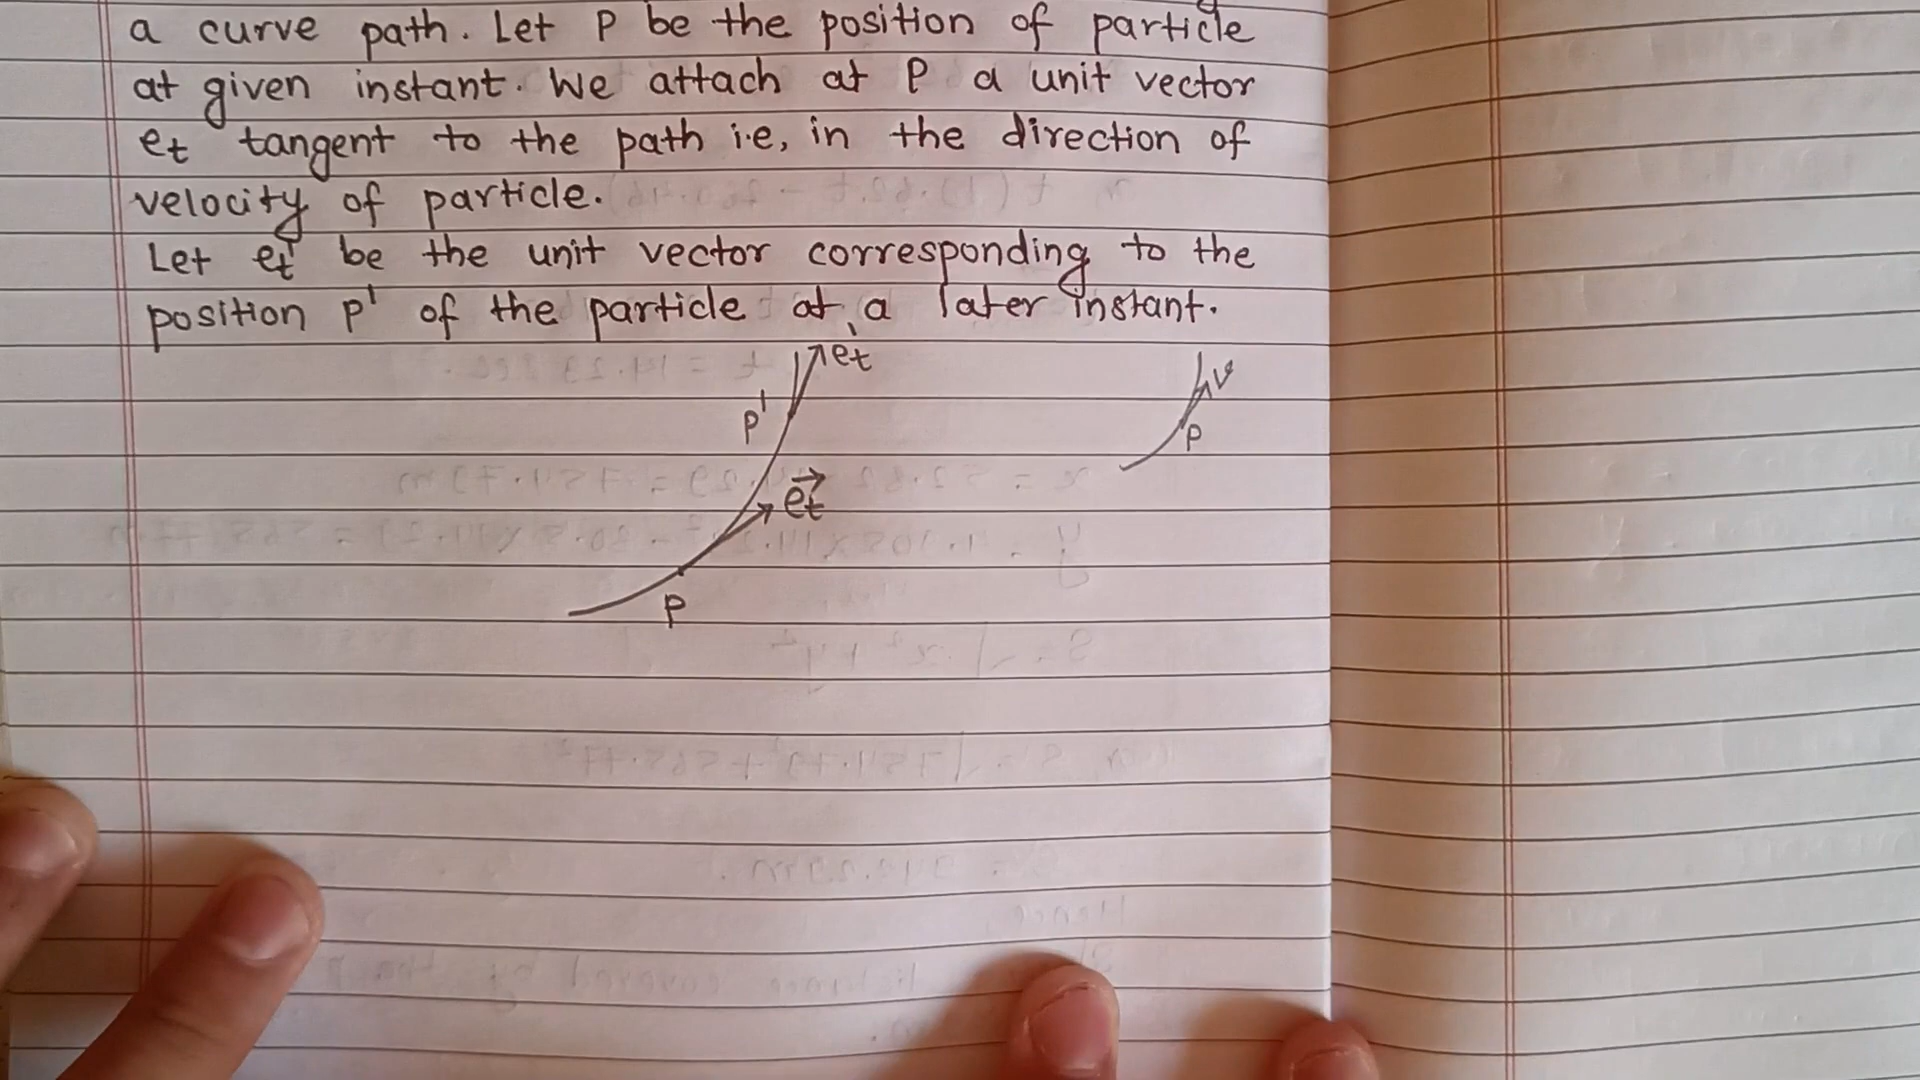 a curve path. Let P be the position of particle
at given instant. We attach at P a unit vector
et tangent to the path i.e, in the direction of
velocity of particle.
Let et' be the unit vector corresponding to the
position p' of the particle at a later instant.
et'
v
p'
P
et
P